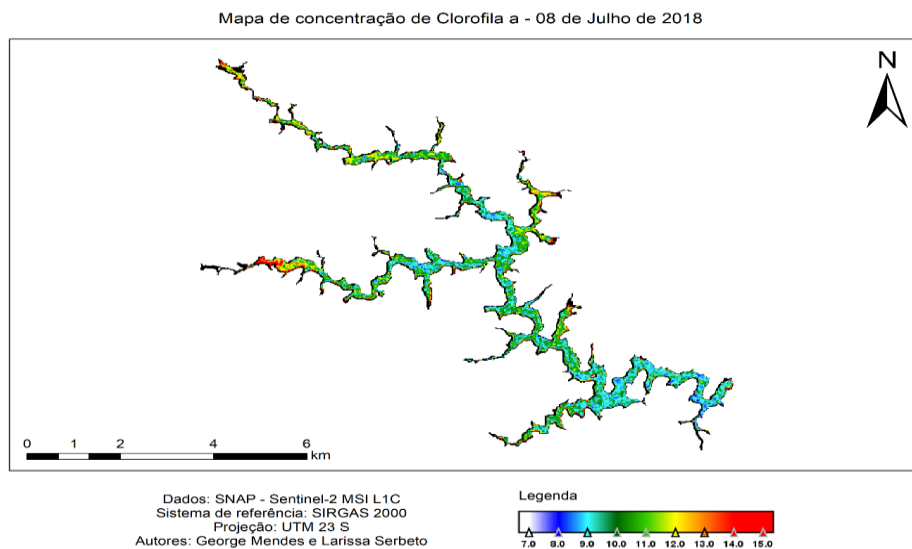 Mapa de concentração de Clorofila a - 08 de Julho de 2018
N
0 1 2 4 6
km
Dados: SNAP - Sentinel-2 MSI L1C
Sistema de referência: SIRGAS 2000
Projeção: UTM 23 S
Autores: George Mendes e Larissa Serbeto
Legenda
7.0 8.0 9.0 10.0 11.0 12.0 13.0 14.0 15.0